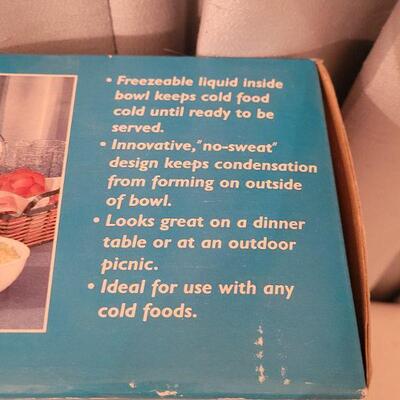 • Freezeable liquid inside
bowl keeps cold food
cold until ready to be
served.
• Innovative, "no-sweat"
design keeps condensation
from forming on outside
of bowl.
• Looks great on a dinner
table or at an outdoor
picnic.
• Ideal for use with any
cold foods.